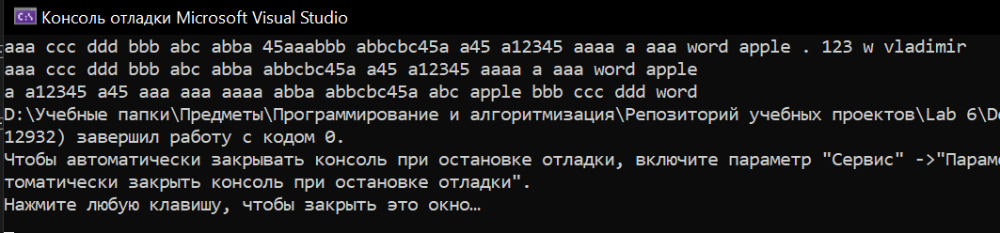 Консоль отладки Microsoft Visual Studio
aaa ccc ddd bbb abc abba 45aaabbb abbcbc45a a45 a12345 aaaa a aaa word apple . 123 w vladimir
aaa ccc ddd bbb abc abba abbcbc45a a45 a12345 aaaa a aaa word apple
a a12345 a45 aaa aaa aaaa abba abbcbc45a abc apple bbb ccc ddd word
D:\Учебные папки\Предметы\Программирование и алгоритмизация\Репозиторий учебных проектов\Lab 6\De
12932) завершил работу с кодом 0.
Чтобы автоматически закрывать консоль при остановке отладки, включите параметр "Сервис" ->"Парам
томатически закрыть консоль при остановке отладки".
Нажмите любую клавишу, чтобы закрыть это окно…